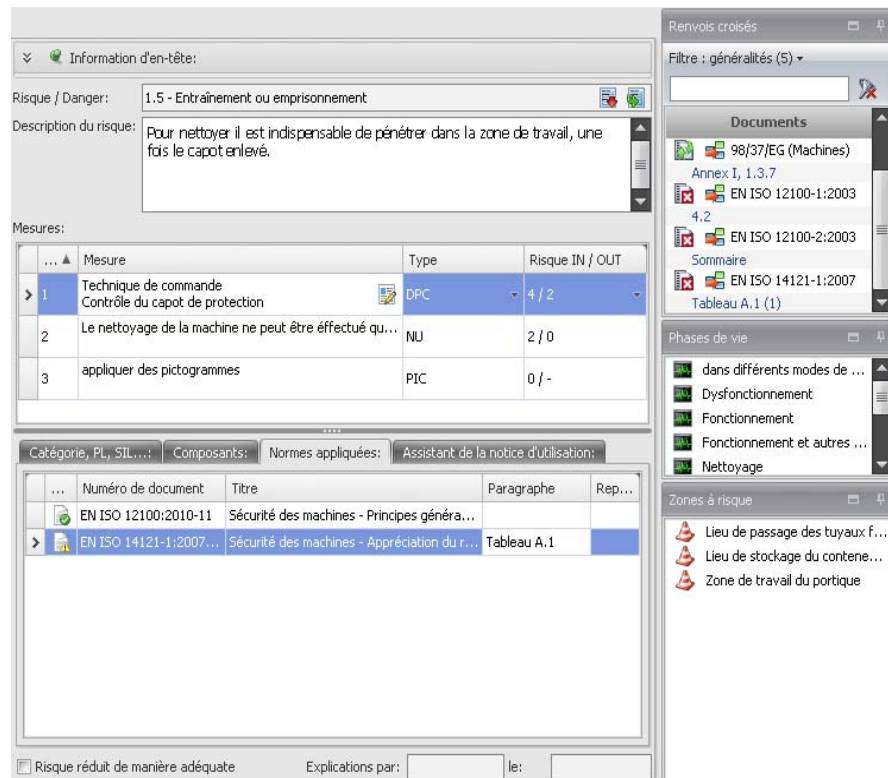 Information d'en-tête:
Risque / Danger: 1.5 - Entraînement ou emprisonnement
Description du risque: Pour nettoyer il est indispensable de pénétrer dans la zone de travail, une
fois le capot enlevé.
Mesures:
... Mesure Type Risque IN / OUT
1 Technique de commande
Contrôle du capot de protection DPC 4 / 2
2 Le nettoyage de la machine ne peut être éffectué qu... NU 2 / 0
3 appliquer des pictogrammes PIC 0 / -
Catégorie, PL, SIL...: Composants: Normes appliquées: Assistant de la notice d'utilisation:
... Numéro de document Titre Paragraphe Rep...
EN ISO 12100:2010-11 Sécurité des machines - Principes généra...
EN ISO 14121-1:2007... Sécurité des machines - Appréciation du r... Tableau A.1
Risque réduit de manière adéquate Explications par: le:
Renvois croisés
Filtre : généralités (5)
Documents
98/37/EG (Machines)
Annex I, 1.3.7
EN ISO 12100-1:2003
4.2
EN ISO 12100-2:2003
Sommaire
EN ISO 14121-1:2007
Tableau A.1 (1)
Phases de vie
dans différents modes de ...
Dysfonctionnement
Fonctionnement
Fonctionnement et autres ...
Nettoyage
Zones à risque
Lieu de passage des tuyaux f...
Lieu de stockage du contene...
Zone de travail du portique